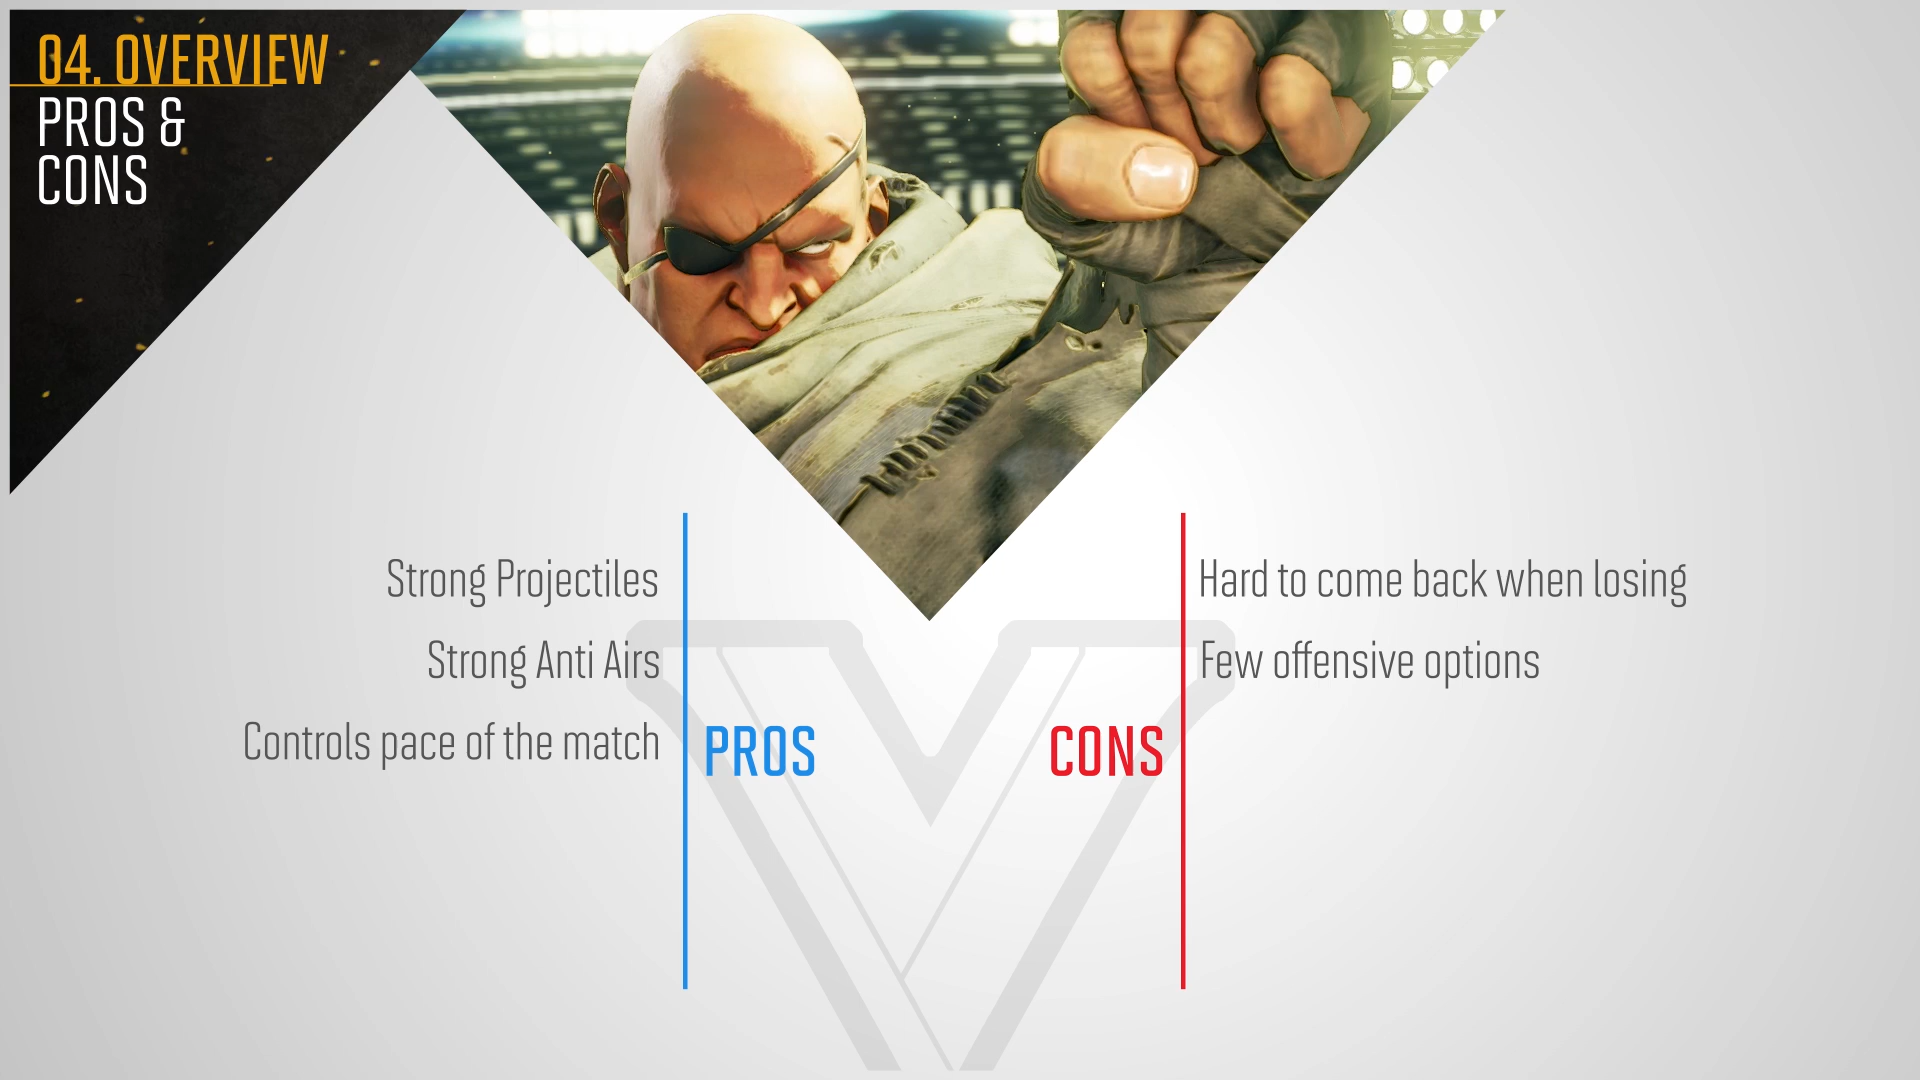 04. OVERVIEW
PROS &
CONS
Strong Projectiles
Strong Anti Airs
Controls pace of the match
PROS
CONS
Hard to come back when losing
Few offensive options